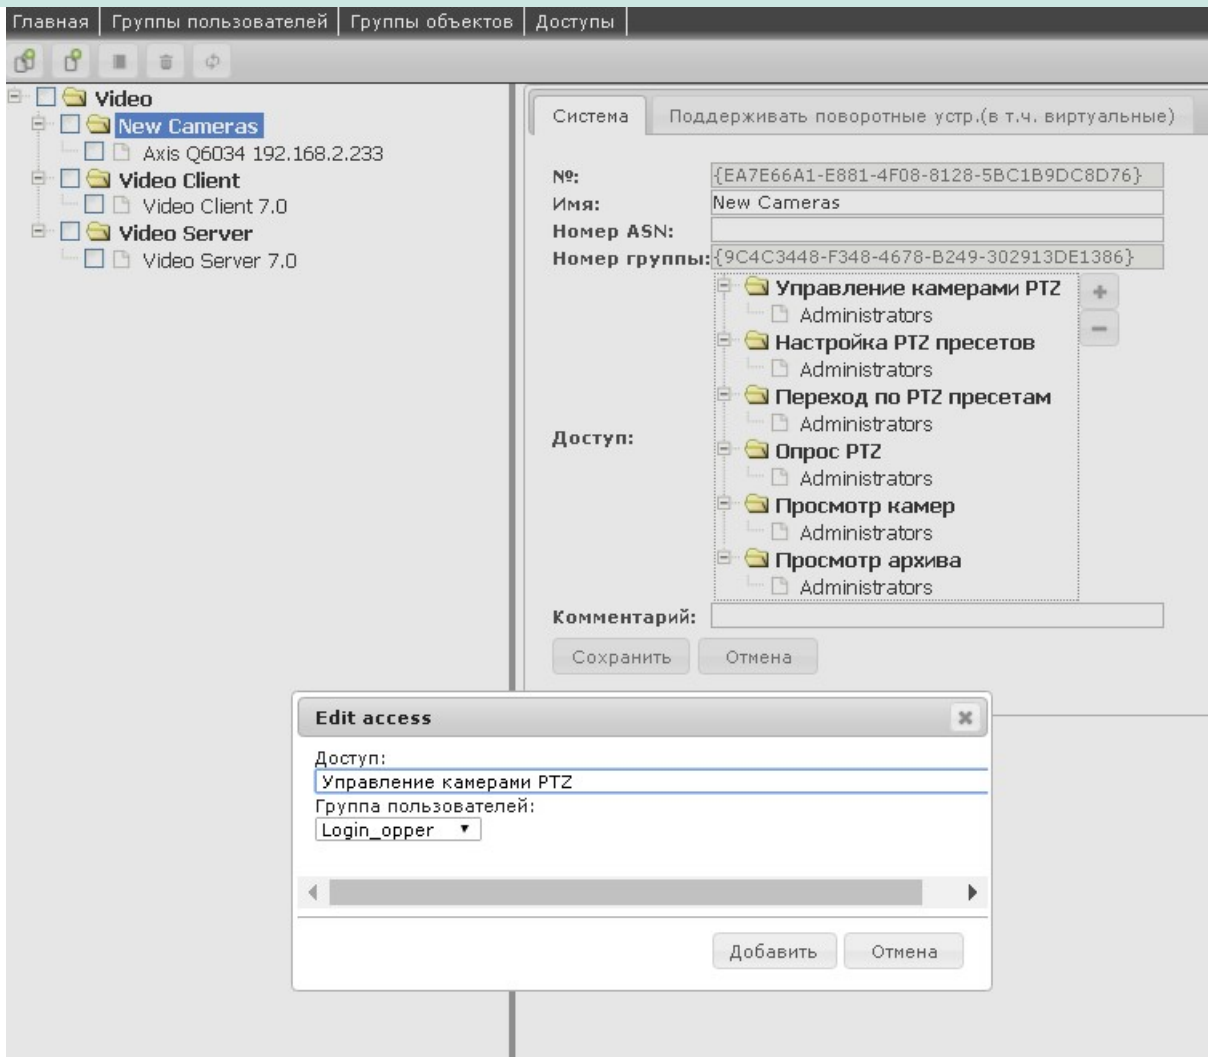 Главная Группы пользователей Группы объектов Доступы
Video
New Cameras
Axis Q6034 192.168.2.233
Video Client
Video Client 7.0
Video Server
Video Server 7.0
Система Поддерживать поворотные устр.(в т.ч. виртуальные)
№: {EA7E66A1-E881-4F08-8128-5BC1B9DC8D76}
Имя: New Cameras
Номер ASN:
Номер группы: {9C4C3448-F348-4678-B249-302913DE1386}
Управление камерами PTZ
Administrators
Настройка PTZ пресетов
Administrators
Переход по PTZ пресетам
Administrators
Доступ:
Опрос PTZ
Administrators
Просмотр камер
Administrators
Просмотр архива
Administrators
Комментарий:
Сохранить Отмена
Edit access
Доступ:
Управление камерами PTZ
Группа пользователей:
Login_opper
Добавить Отмена